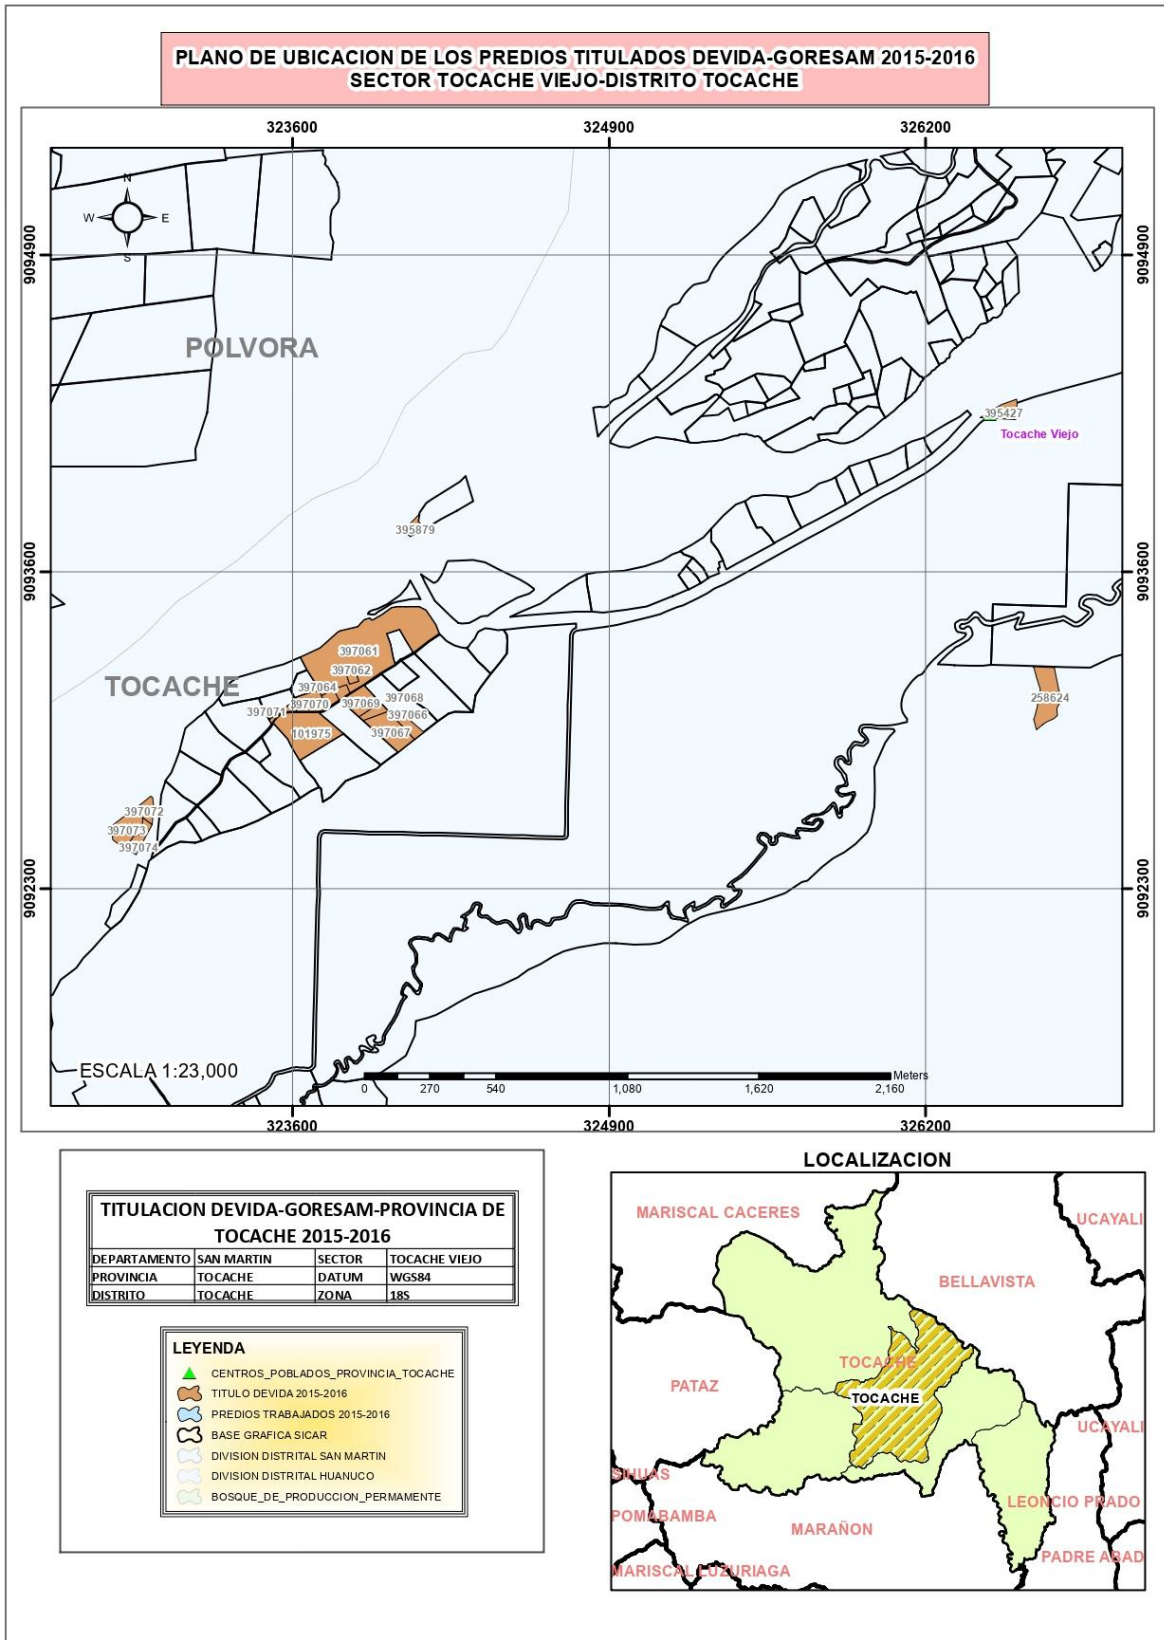 PLANO DE UBICACION DE LOS PREDIOS TITULADOS DEVIDA-GORESAM 2015-2016
SECTOR TOCACHE VIEJO-DISTRITO TOCACHE
323600 324900 326200
N
W E
S
9094900 9094900
POLVORA
395427
Tocache Viejo
395879
9093600 9093600
397061
397062
TOCACHE
397064
397068
258624
397070
397069
397071
397066
101975
397067
397072
397073
397074
9092300 9092300
ESCALA 1:23,000
Meters
0 270 540 1,080 1,620 2,160
323600 324900 326200
TITULACION DEVIDA-GORESAM-PROVINCIA DE
TOCACHE 2015-2016
DEPARTAMENTO SAN MARTIN SECTOR TOCACHE VIEJO
PROVINCIA TOCACHE DATUM WGS84
DISTRITO TOCACHE ZONA 18S
LEYENDA
CENTROS_POBLADOS_PROVINCIA_TOCACHE
TITULO DEVIDA 2015-2016
PREDIOS TRABAJADOS 2015-2016
BASE GRAFICA SICAR
DIVISION DISTRITAL SAN MARTIN
DIVISION DISTRITAL HUANUCO
BOSQUE_DE_PRODUCCION_PERMAMENTE
LOCALIZACION
MARISCAL CACERES
UCAYALI
BELLAVISTA
TOCACHE
PATAZ
TOCACHE
UCAYALI
SIHUAS
LEONCIO PRADO
POMABAMBA
MARAÑON
PADRE ABAD
MARISCAL LUZURIAGA